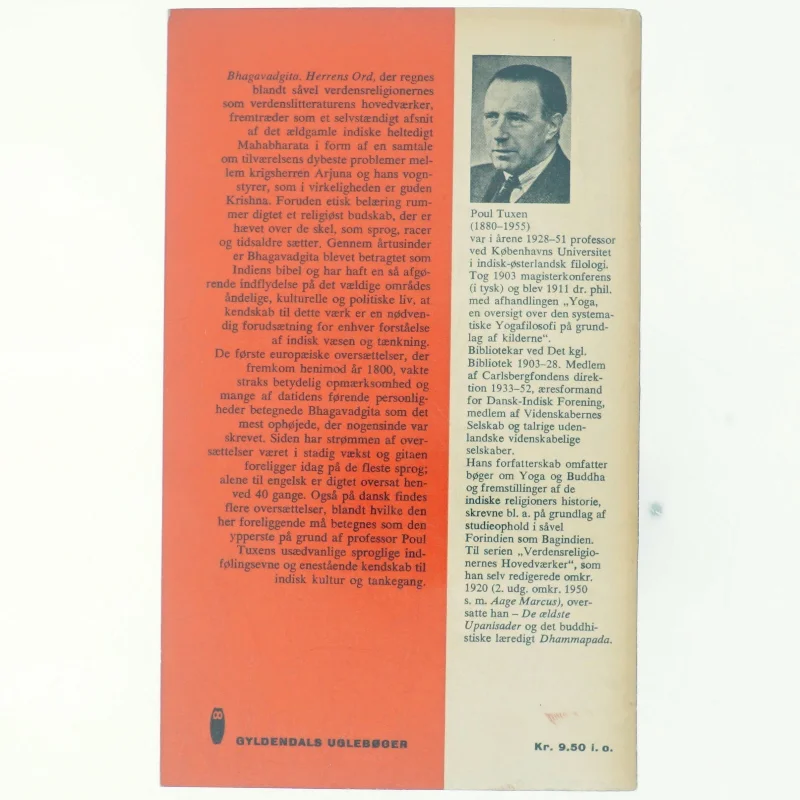 Bhagavadgita. Herrens Ord, der regnes
blandt såvel verdensreligionernes
som verdenslitteraturens hovedværker,
fremtræder som et selvstændigt afsnit
af det ældgamle indiske heltedigt
Mahabharata i form af en samtale
om tilværelsens dybeste problemer mel-
lem krigsherren Arjuna og hans vogn-
styrer, som i virkeligheden er guden
Krishna. Foruden etisk belæring rum-
mer digtet et religiøst budskab, der er
hævet over de skel, som sprog, racer
og tidsaldre sætter. Gennem årtusinder
er Bhagavadgita blevet betragtet som
Indiens bibel og har haft en så afgø-
rende indflydelse på det vældige områdes
åndelige, kulturelle og politiske liv, at
kendskab til dette værk er en nødven-
dig forudsætning for enhver forståelse
af indisk væsen og tænkning.
De første europæiske oversættelser, der
fremkom henimod år 1800, vakte
straks betydelig opmærksomhed og
mange af datidens førende personlig-
heder betegnede Bhagavadgita som det
mest ophøjede, der nogensinde var
skrevet. Siden har strømmen af over-
sættelser været i stadig vækst og gitaen
foreligger idag på de fleste sprog;
alene til engelsk er digtet oversat hen-
ved 40 gange. Også på dansk findes
flere oversættelser, blandt hvilke den
her foreliggende må betegnes som den
ypperste på grund af professor Poul
Tuxens usædvanlige sproglige ind-
følingsevne og enestående kendskab til
indisk kultur og tankegang.
GYLDENDALS UGLEBØGER
Poul Tuxen
(1880–1955)
var i årene 1928–51 professor
ved Københavns Universitet
i indisk-østerlandsk filologi.
Tog 1903 magisterkonferens
(i tysk) og blev 1911 dr. phil.
med afhandlingen „Yoga,
en oversigt over den systema-
tiske Yogafilosofi på grund-
lag af kilderne“.
Bibliotekar ved Det kgl.
Bibliotek 1903–28. Medlem
af Carlsbergfondens direk-
tion 1933–52, æresformand
for Dansk-Indisk Forening,
medlem af Videnskabernes
Selskab og talrige uden-
landske videnskabelige
selskaber.
Hans forfatterskab omfatter
bøger om Yoga og Buddha
og fremstillinger af de
indiske religioners historie,
skrevne bl. a. på grundlag af
studieophold i såvel
Forindien som Bagindien.
Til serien „Verdensreligio-
nernes Hovedværker“, som
han selv redigerede omkr.
1920 (2. udg. omkr. 1950
s. m. Aage Marcus), over-
satte han – De ældste
Upanisader og det buddhi-
stiske læredigt Dhammapada.
Kr. 9.50 i. o.